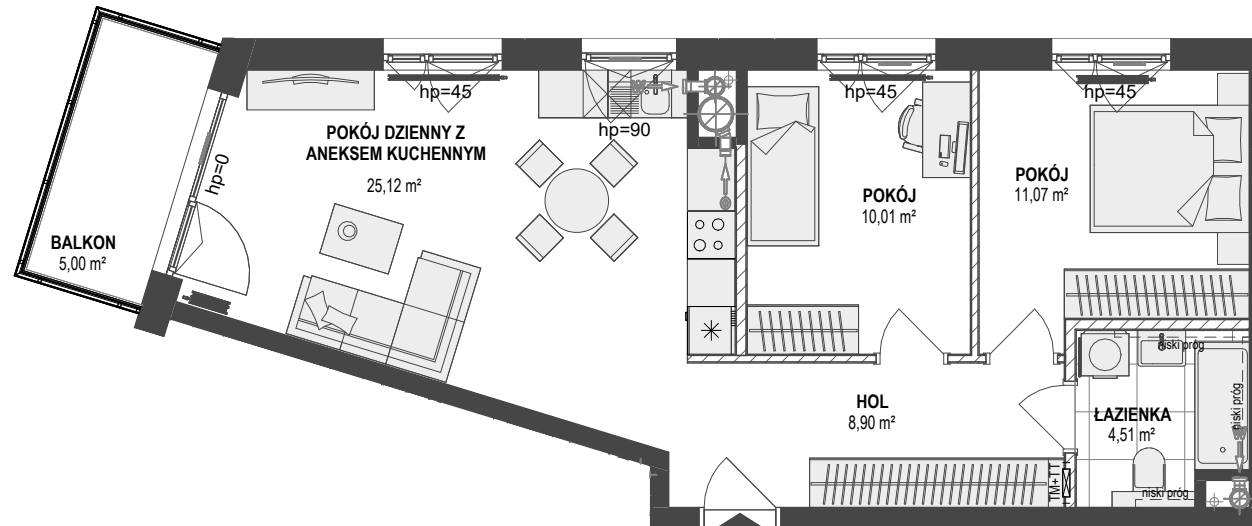 hp=45
hp=90
hp=45
hp=45
hp=0
POKÓJ DZIENNY Z
ANEKSEM KUCHENNYM
25,12 m²
BALKON
5,00 m²
POKÓJ
10,01 m²
POKÓJ
11,07 m²
HOL
8,90 m²
ŁAZIENKA
4,51 m²
niski próg
niski próg
niski próg
TM+TT